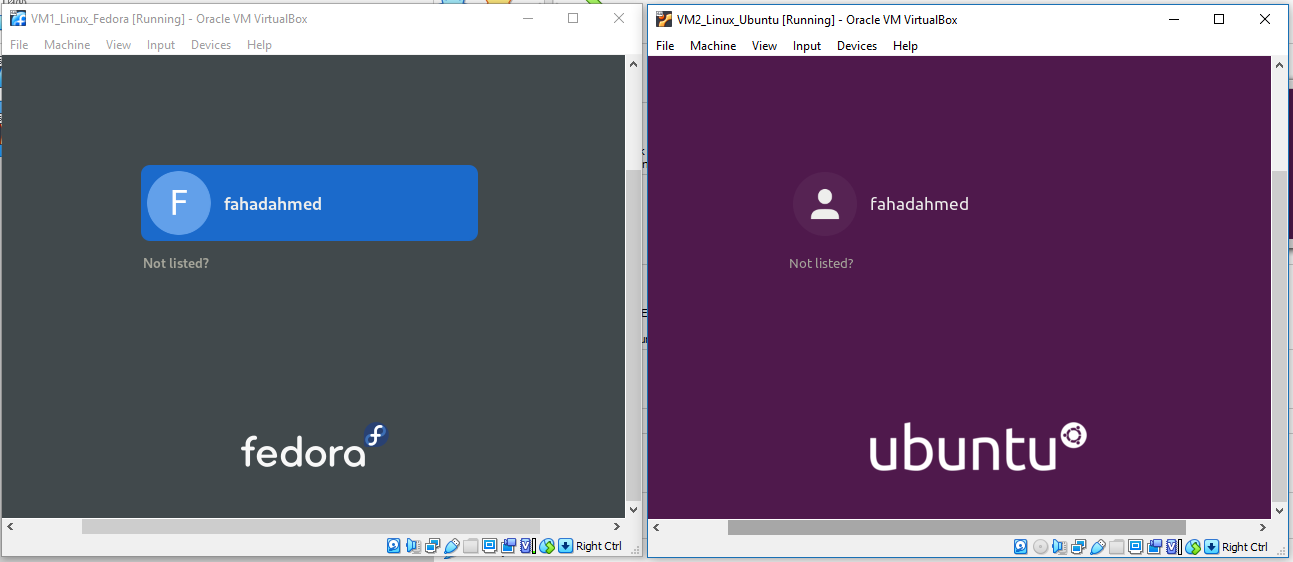 VM1_Linux_Fedora [Running] - Oracle VM VirtualBox
File Machine View Input Devices Help
F
fahadahmed
Not listed?
fedora
Right Ctrl
VM2_Linux_Ubuntu [Running] - Oracle VM VirtualBox
File Machine View Input Devices Help
fahadahmed
Not listed?
ubuntu
Right Ctrl